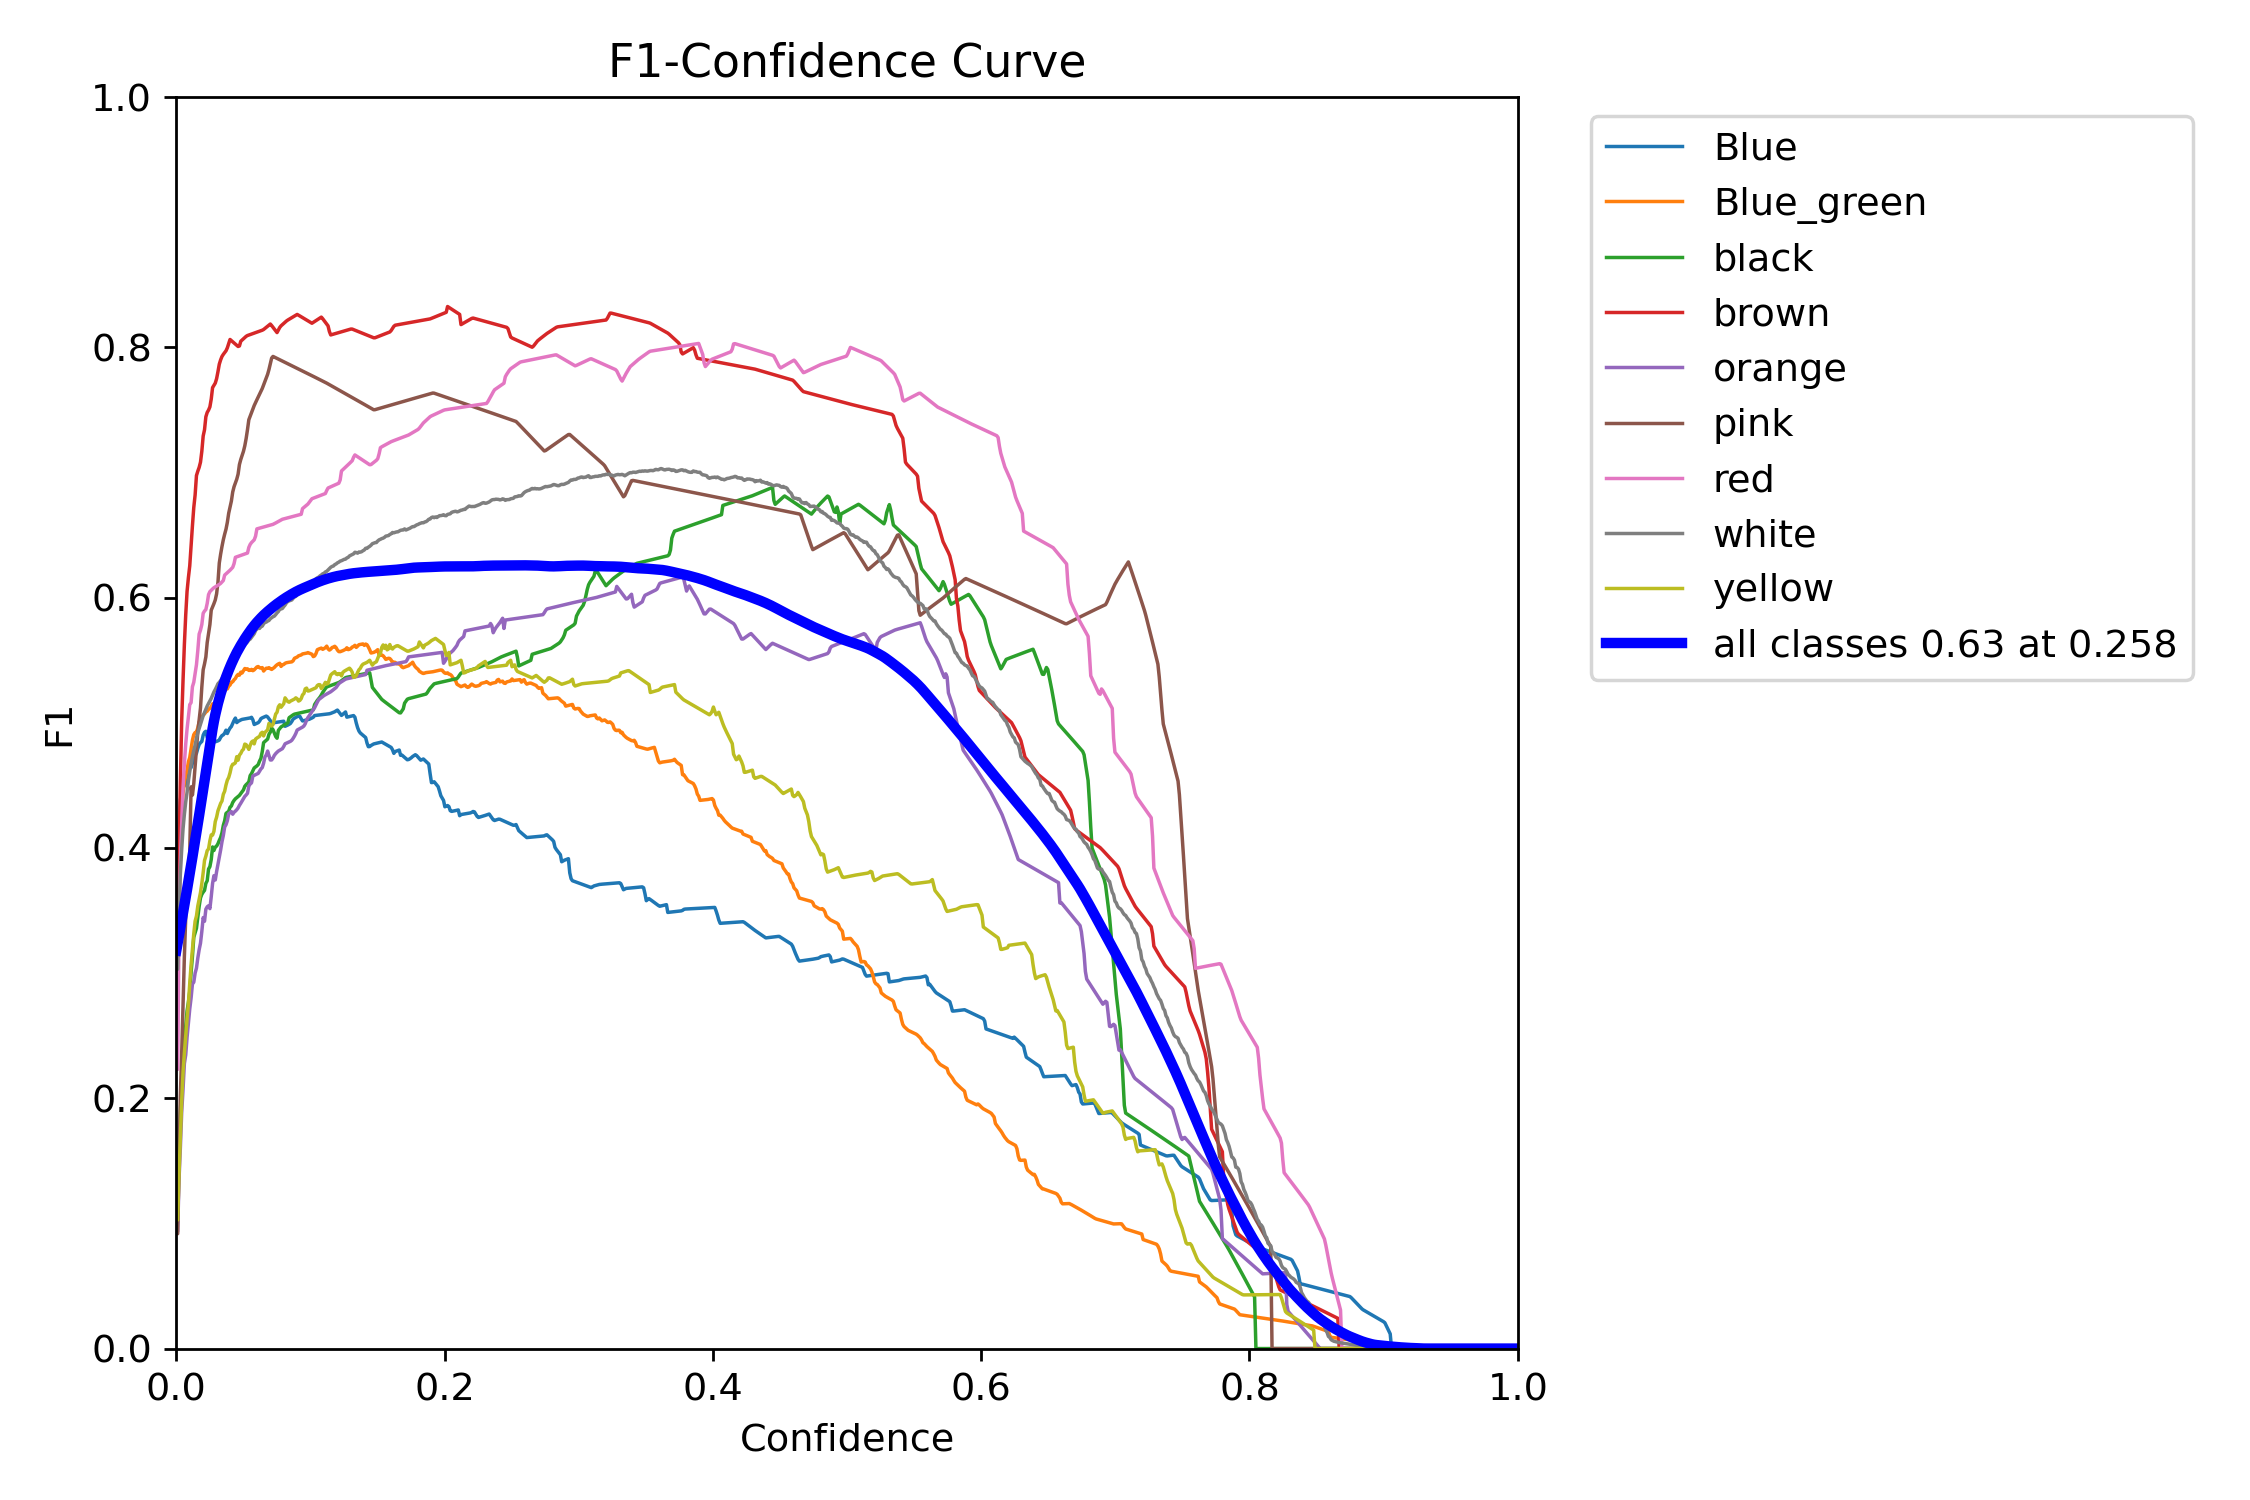 F1-Confidence Curve
1.0
0.8
0.6
0.4
0.2
0.0
F1
0.0 0.2 0.4 0.6 0.8 1.0
Confidence
Blue
Blue_green
black
brown
orange
pink
red
white
yellow
all classes 0.63 at 0.258